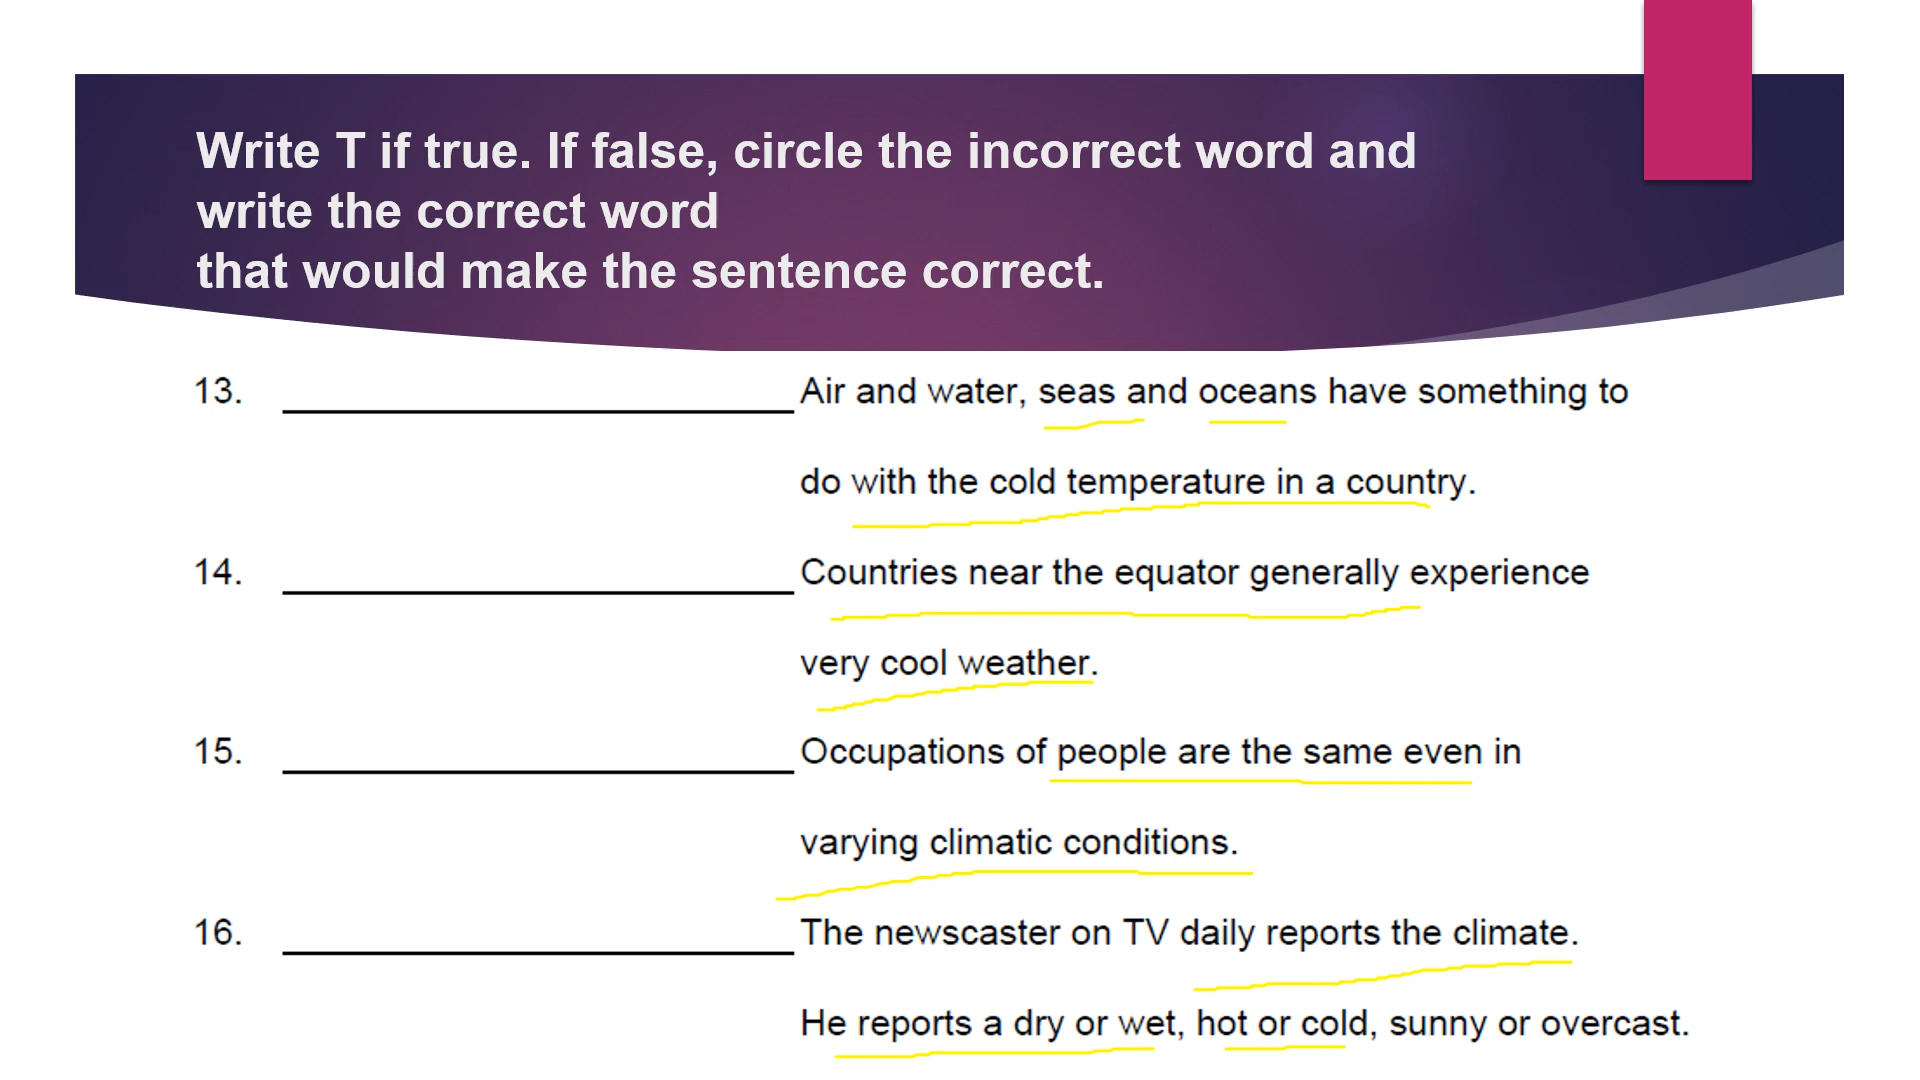 Write T if true. If false, circle the incorrect word and
write the correct word
that would make the sentence correct.
13. ____________________ Air and water, seas and oceans have something to
do with the cold temperature in a country.
14. ____________________ Countries near the equator generally experience
very cool weather.
15. ____________________ Occupations of people are the same even in
varying climatic conditions.
16. ____________________ The newscaster on TV daily reports the climate.
He reports a dry or wet, hot or cold, sunny or overcast.